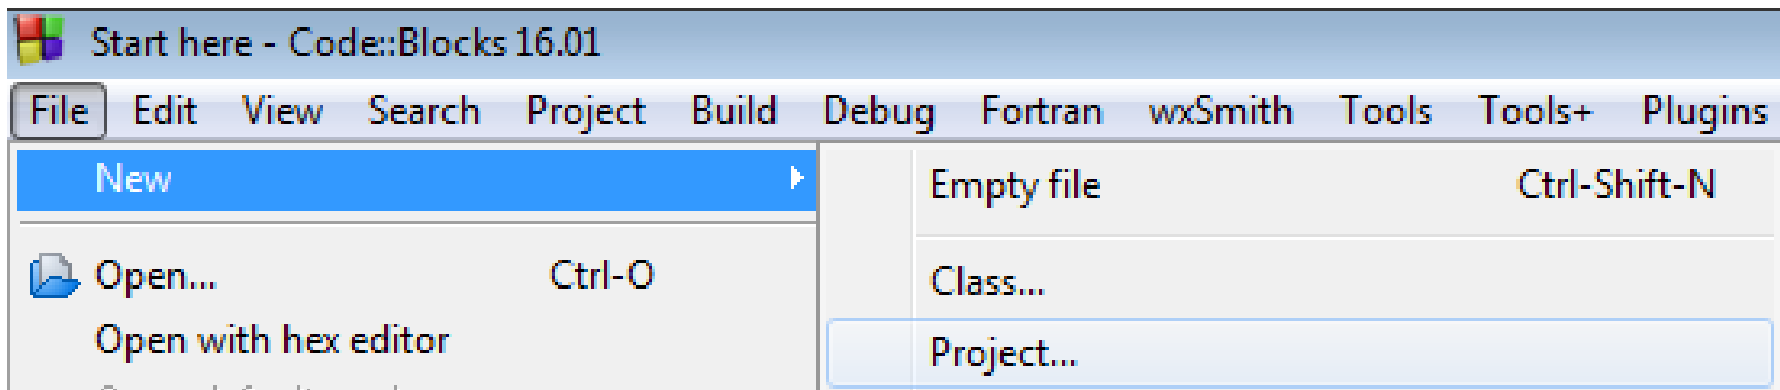 Start here - Code::Blocks 16.01
File Edit View Search Project Build Debug Fortran wxSmith Tools Tools+ Plugins
New
Empty file Ctrl-Shift-N
Open... Ctrl-O
Class...
Open with hex editor
Project...